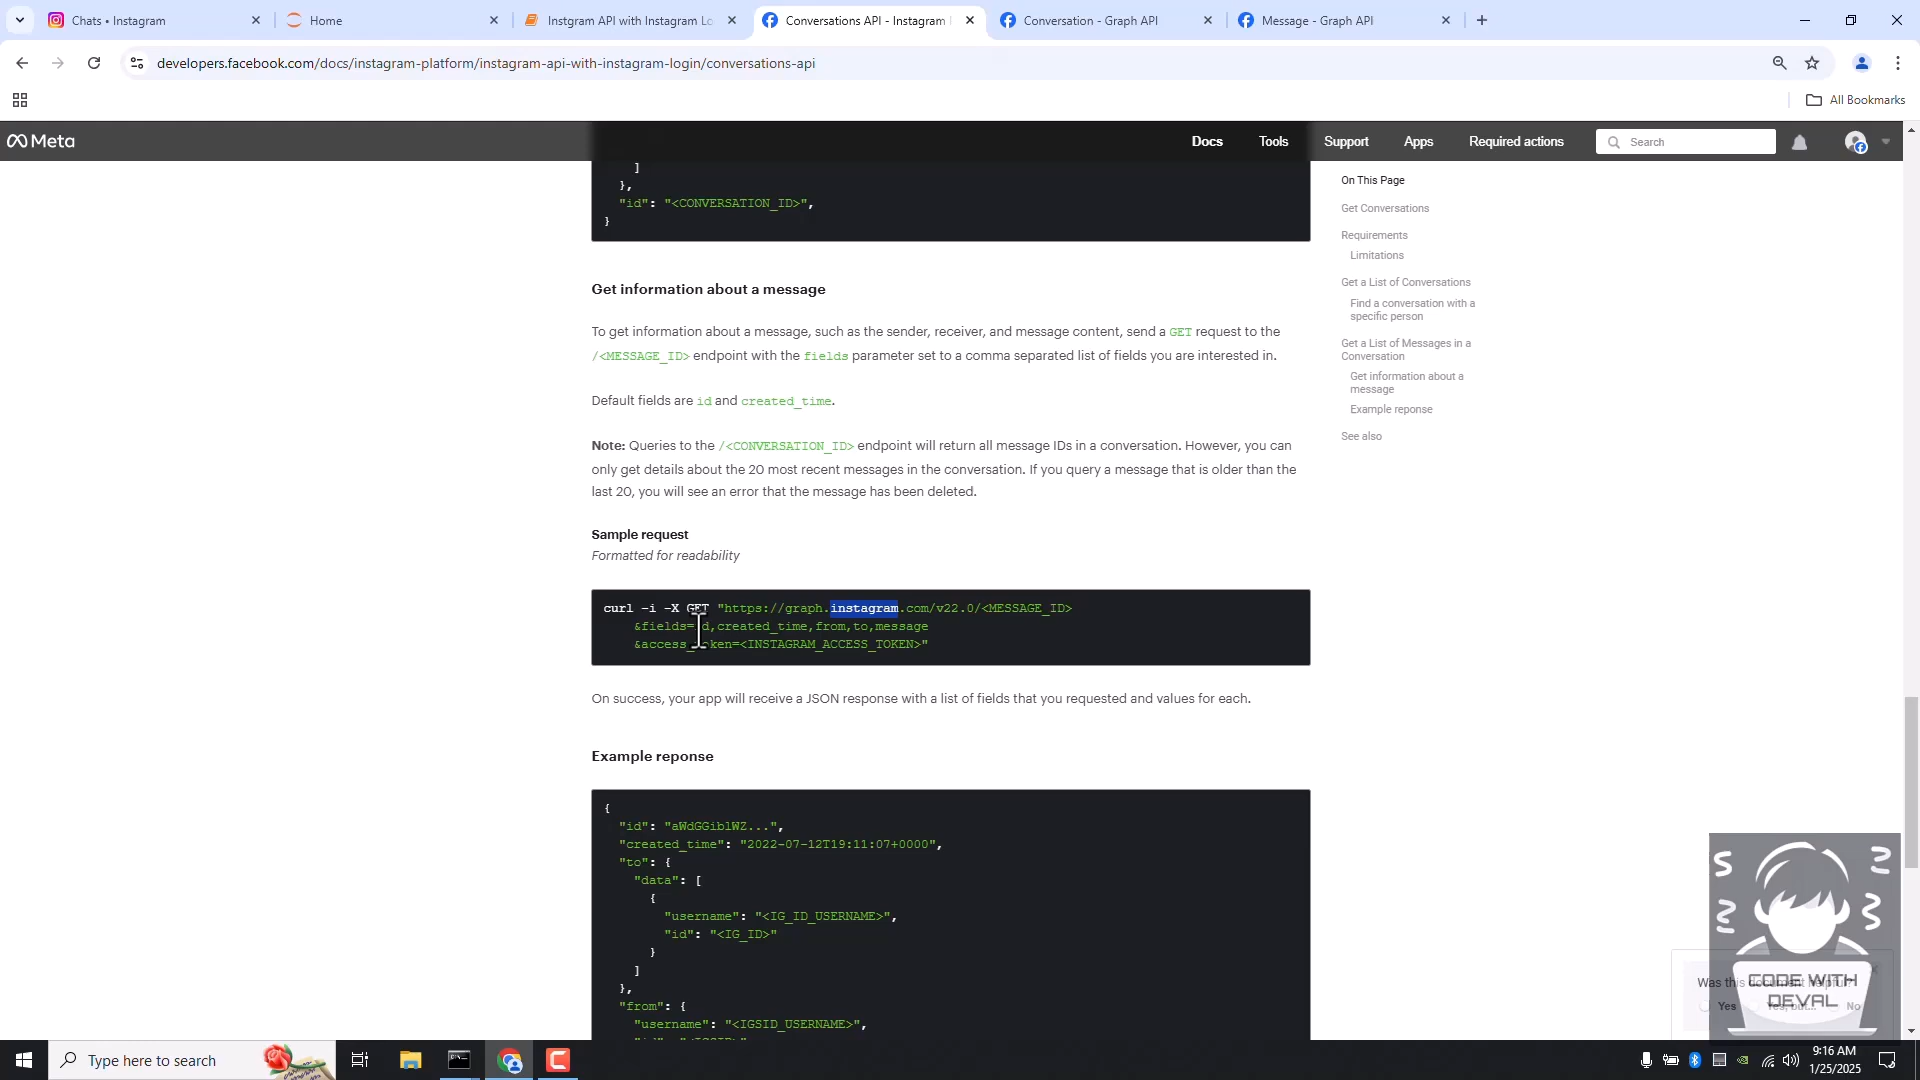 Chats • Instagram
Home
Instgram API with Instagram Lo
Conversations API - Instagram
Conversation - Graph API
Message - Graph API
developers.facebook.com/docs/instagram-platform/instagram-api-with-instagram-login/conversations-api
All Bookmarks
Meta
Docs
Tools
Support
Apps
Required actions
Search
]
},
"id": "<CONVERSATION_ID>",
}
Get information about a message
To get information about a message, such as the sender, receiver, and message content, send a GET request to the
/<MESSAGE_ID> endpoint with the fields parameter set to a comma separated list of fields you are interested in.
Default fields are id and created_time.
Note: Queries to the /<CONVERSATION_ID> endpoint will return all message IDs in a conversation. However, you can
only get details about the 20 most recent messages in the conversation. If you query a message that is older than the
last 20, you will see an error that the message has been deleted.
Sample request
Formatted for readability
curl -i -X GET "https://graph.instagram.com/v22.0/<MESSAGE_ID>
&fields=id,created_time,from,to,message
&access_token=<INSTAGRAM_ACCESS_TOKEN>"
On success, your app will receive a JSON response with a list of fields that you requested and values for each.
Example reponse
{
"id": "aWdGGiblWZ...",
"created_time": "2022-07-12T19:11:07+0000",
"to": {
"data": [
{
"username": "<IG_ID_USERNAME>",
"id": "<IG_ID>"
}
]
},
"from": {
"username": "<IGSID_USERNAME>",
On This Page
Get Conversations
Requirements
Limitations
Get a List of Conversations
Find a conversation with a
specific person
Get a List of Messages in a
Conversation
Get information about a
message
Example reponse
See also
Was this document helpful?
Yes
Yes, but...
No
CODE WITH
DEVAL
Type here to search
9:16 AM
1/25/2025